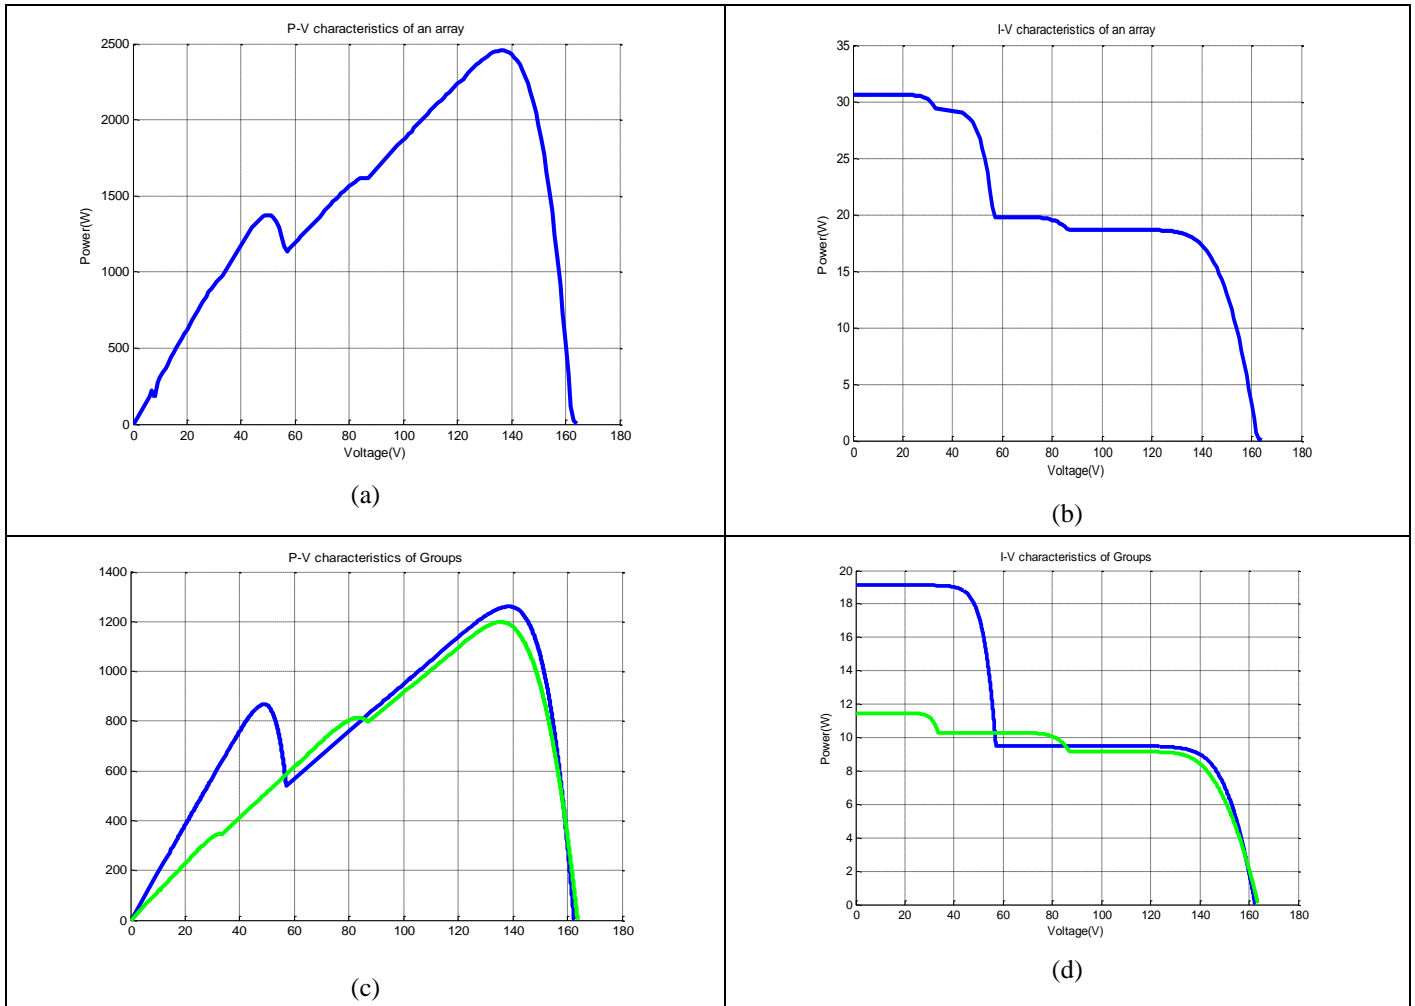 P-V characteristics of an array
2500
2000
1500
1000
500
0
Power(W)
0 20 40 60 80 100 120 140 160 180
Voltage(V)
(a)
I-V characteristics of an array
35
30
25
20
15
10
5
0
Power(W)
0 20 40 60 80 100 120 140 160 180
Voltage(V)
(b)
P-V characteristics of Groups
1400
1200
1000
800
600
400
200
0
0 20 40 60 80 100 120 140 160 180
(c)
I-V characteristics of Groups
20
18
16
14
12
10
8
6
4
2
0
Power(W)
0 20 40 60 80 100 120 140 160 180
Voltage(V)
(d)